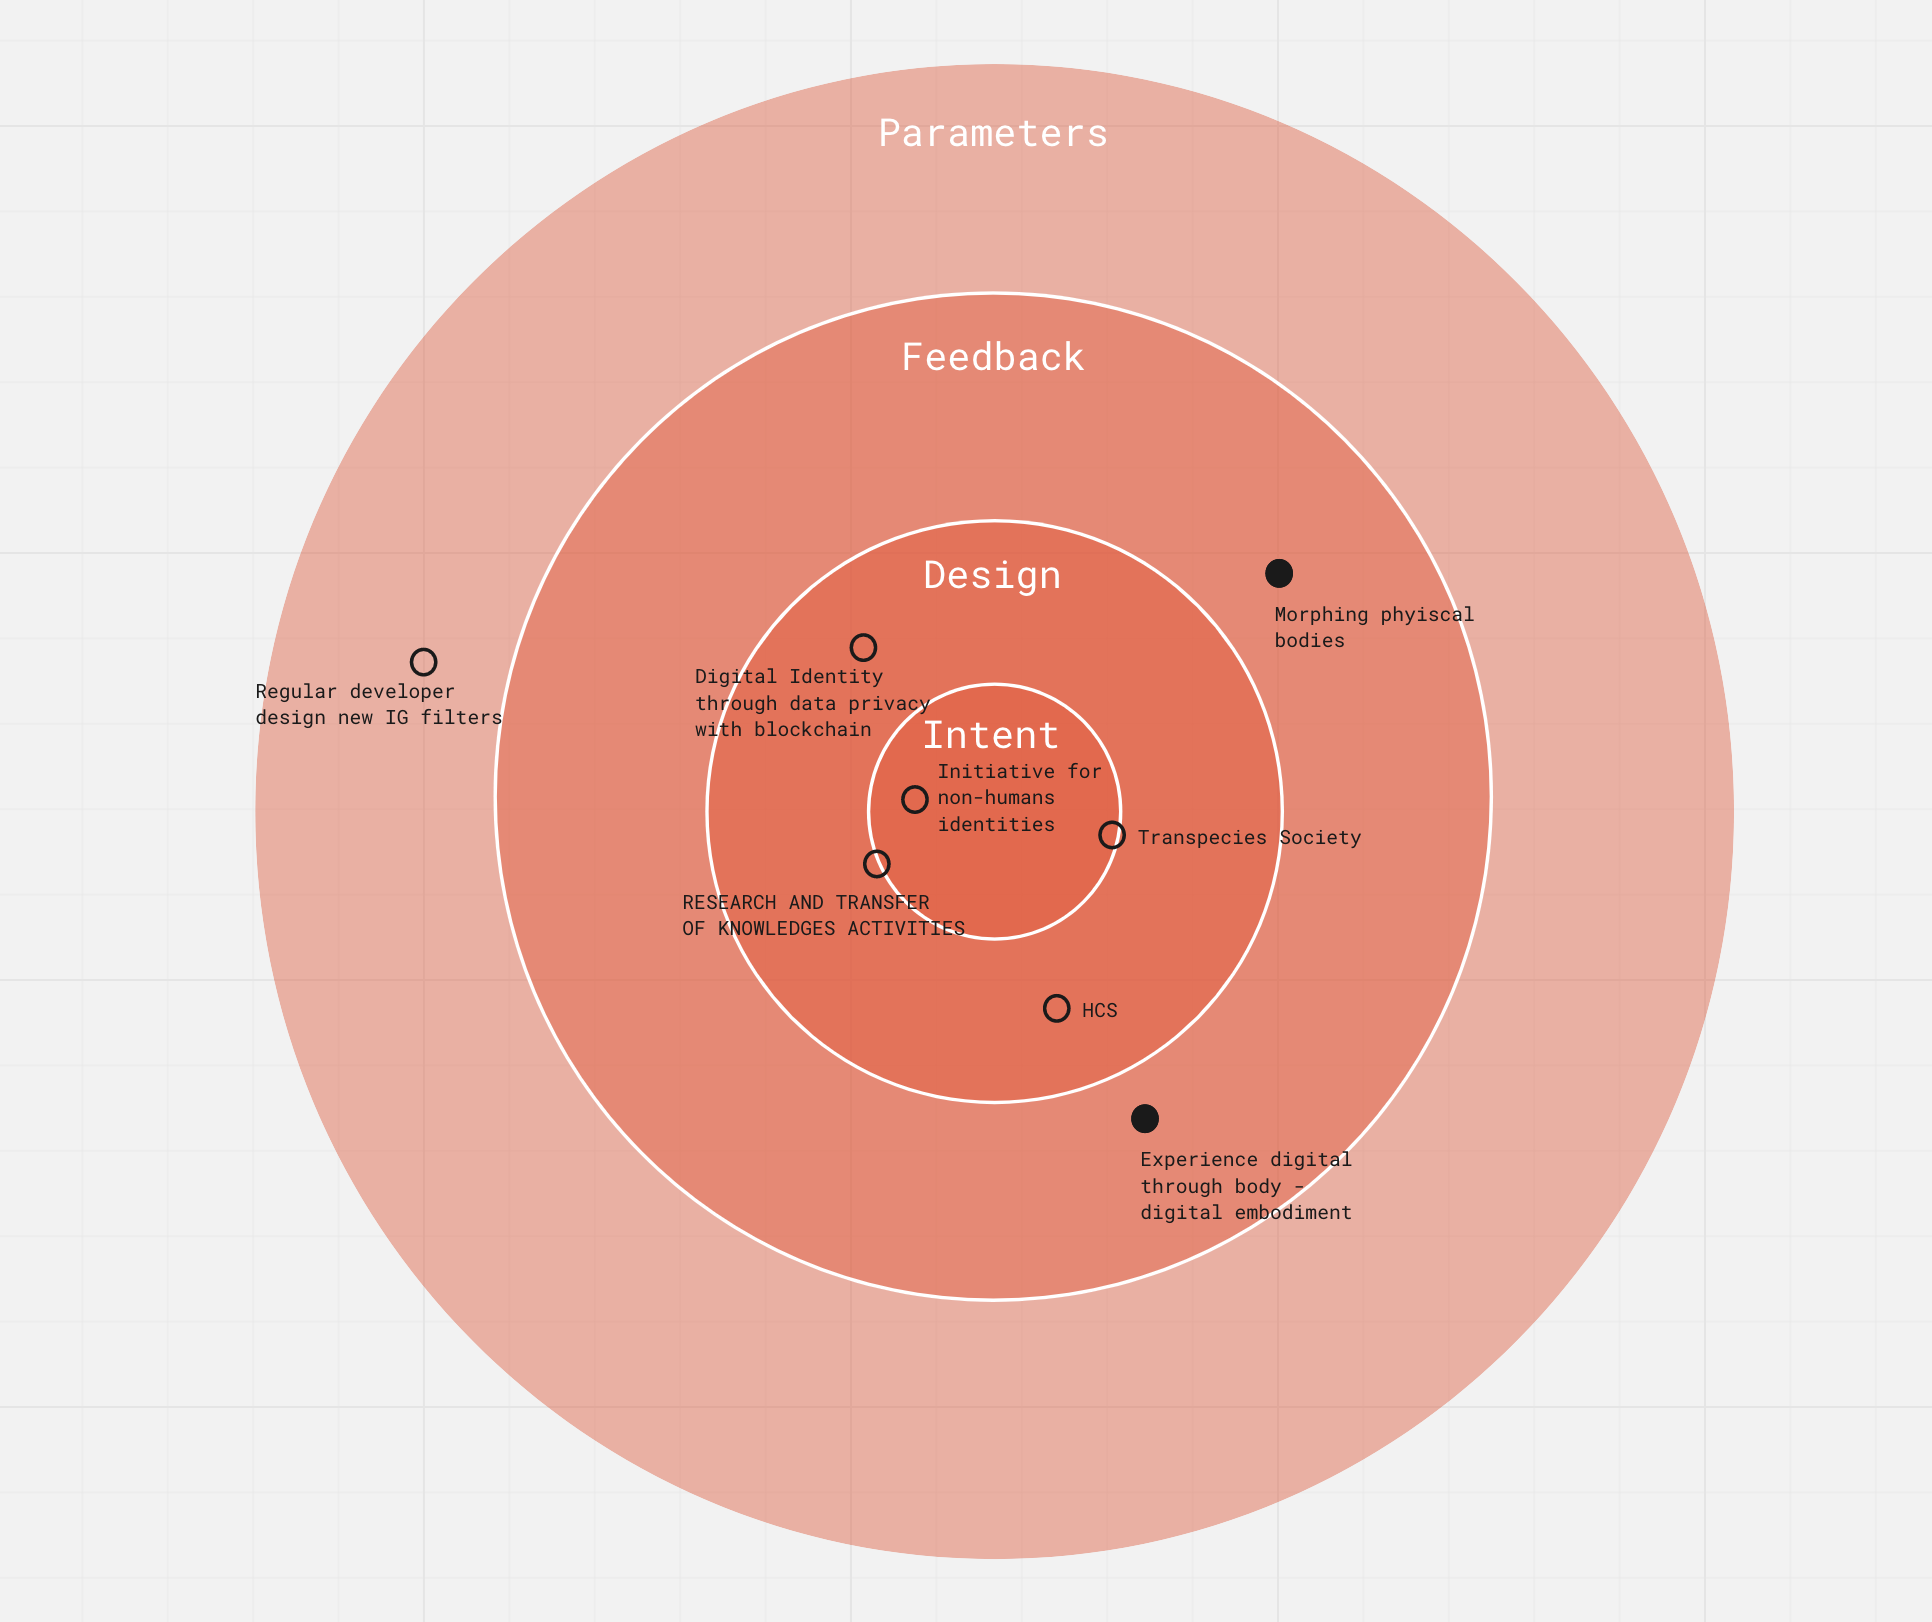 Parameters
Feedback
Design
Morphing phyiscal
bodies
Regular developer
design new IG filters
Digital Identity
through data privacy
with blockchain
Intent
Initiative for
non-humans
identities
Transpecies Society
RESEARCH AND TRANSFER
OF KNOWLEDGES ACTIVITIES
HCS
Experience digital
through body -
digital embodiment